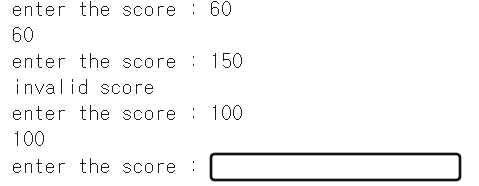 enter the score : 60
60
enter the score : 150
invalid score
enter the score : 100
100
enter the score :